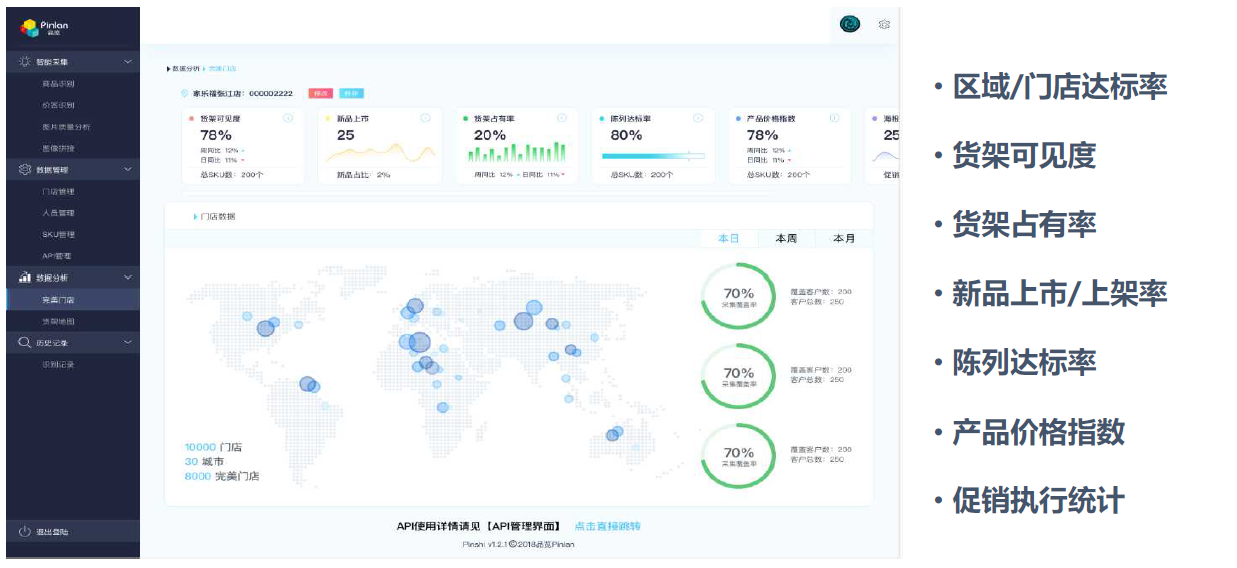 Pinlan
品览
智能采集
商品识别
价签识别
图片质量分析
图像拼接
数据管理
门店管理
人员管理
SKU管理
API管理
数据分析
完美门店
货架地图
历史记录
识别记录
退出登陆
数据分析 完美门店
家乐福张江店：000002222
修改
货架可见度
78%
周同比 12%
日同比 11%
总SKU数：200个
新品上市
25
新品占比：2%
货架占有率
20%
周同比 12% 日同比 11%
陈列达标率
80%
总SKU数：200个
产品价格指数
78%
周同比 12%
日同比 11%
总SKU数：200个
海报
25
促销
门店数据
本日 本周 本月
70%
采集覆盖率
覆盖客户数：200
客户总数：250
70%
采集覆盖率
覆盖客户数：200
客户总数：250
70%
采集覆盖率
覆盖客户数：200
客户总数：250
10000 门店
30 城市
8000 完美门店
API使用详情请见【API管理界面】 点击直接跳转
Pinshi v1.2.1©2018品览Pinlan
• 区域/门店达标率
• 货架可见度
• 货架占有率
• 新品上市/上架率
• 陈列达标率
• 产品价格指数
• 促销执行统计